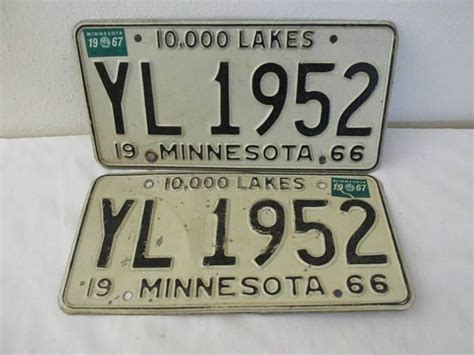 MINNESOTA
19 67
10,000 LAKES
YL 1952
19 MINNESOTA 66
10,000 LAKES
MINNESOTA
19 67
YL 1952
19 MINNESOTA 66